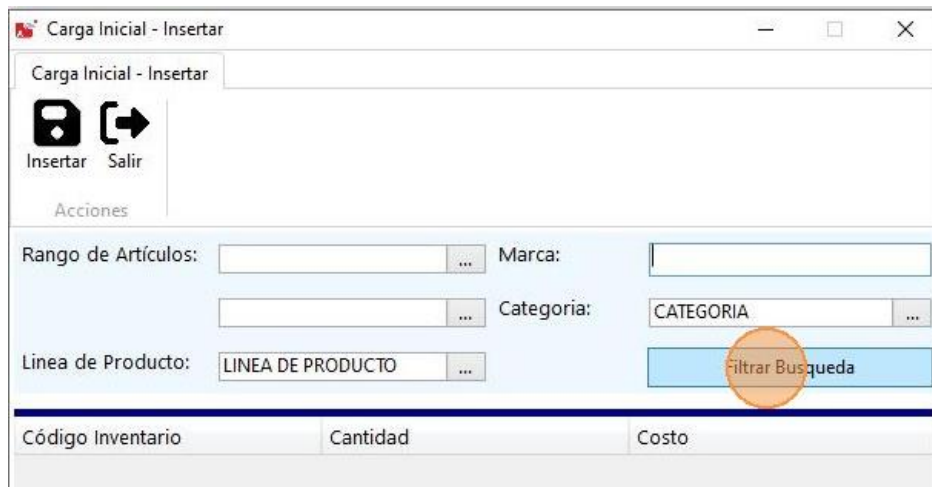 Carga Inicial - Insertar
Carga Inicial - Insertar
Insertar Salir
Acciones
Rango de Artículos: ... Marca:
... Categoria: CATEGORIA ...
Linea de Producto: LINEA DE PRODUCTO ... Filtrar Busqueda
Código Inventario Cantidad Costo